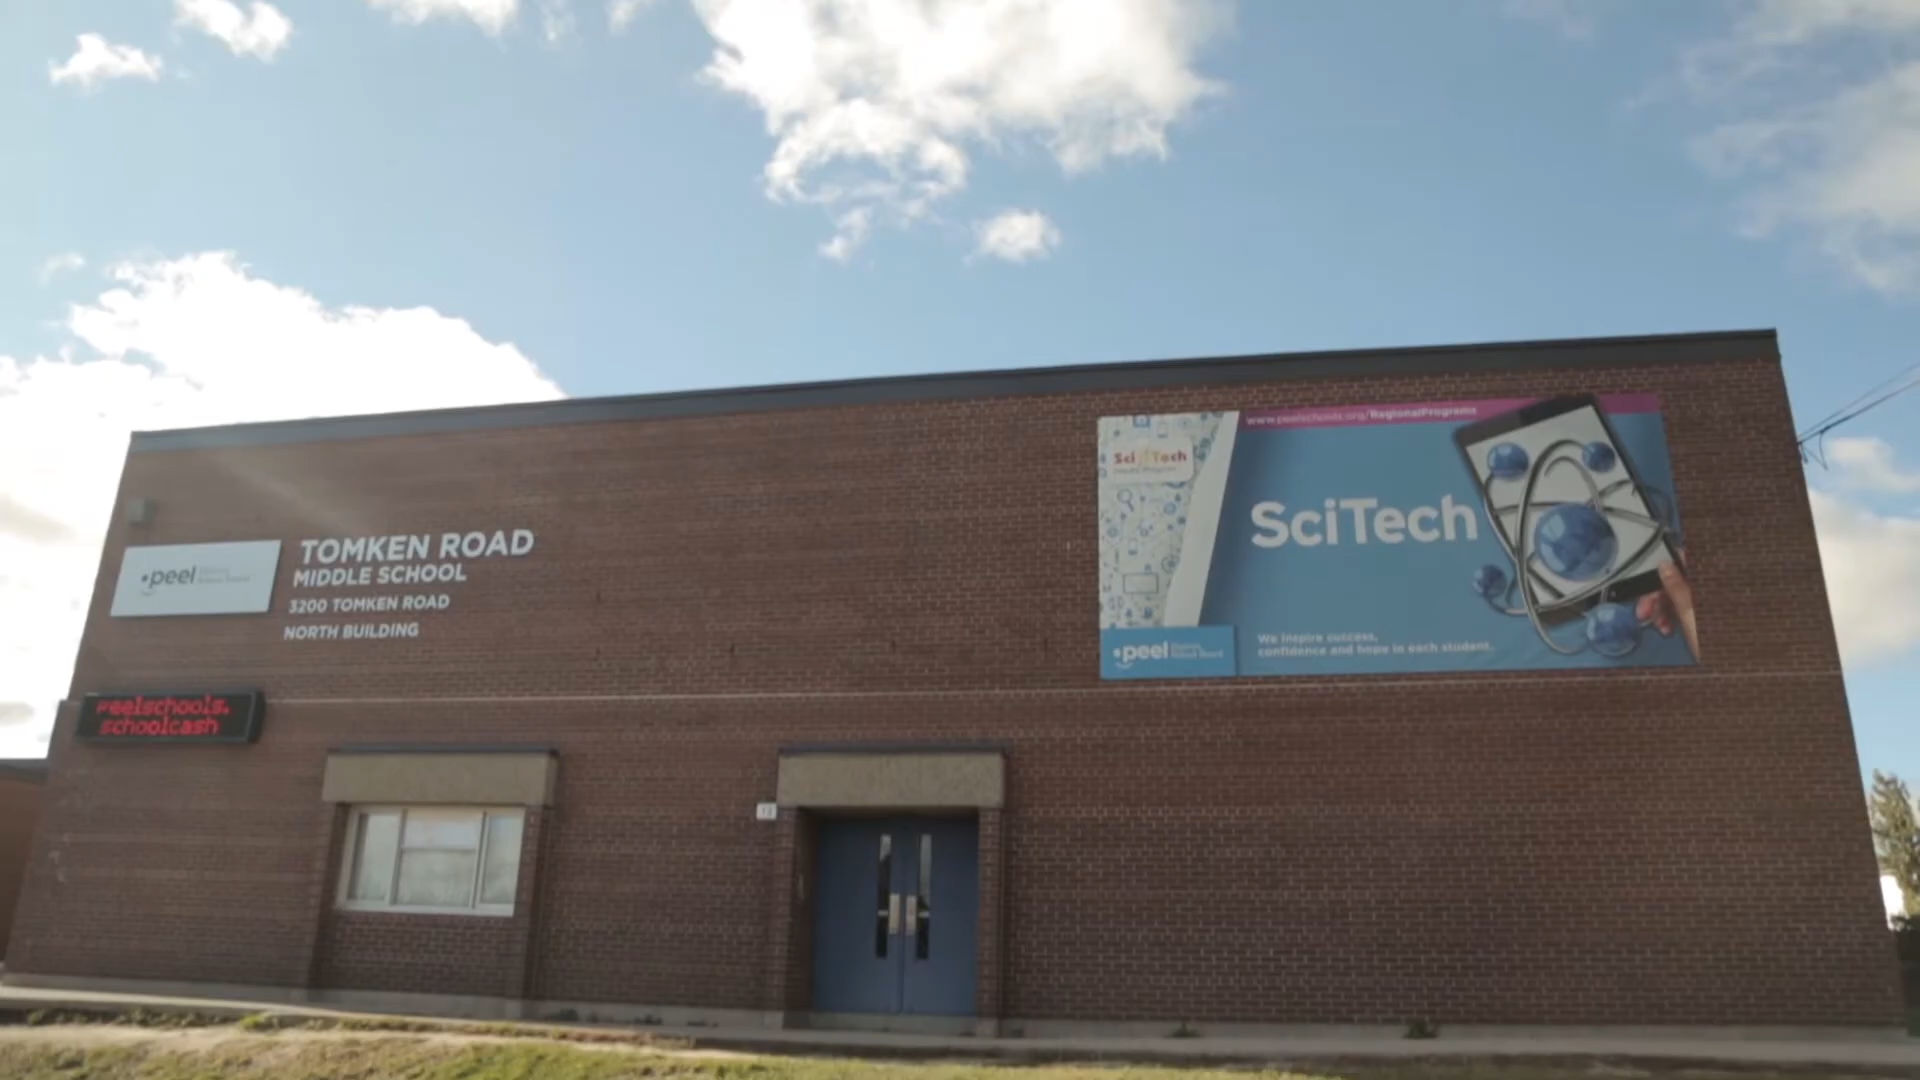 TOMKEN ROAD
MIDDLE SCHOOL
3200 TOMKEN ROAD
NORTH BUILDING
peel
peelschools.
schoolcash
www.peelschools.org/RegionalPrograms
SciTech
SciTech
peel
We inspire success,
confidence and hope in each student.